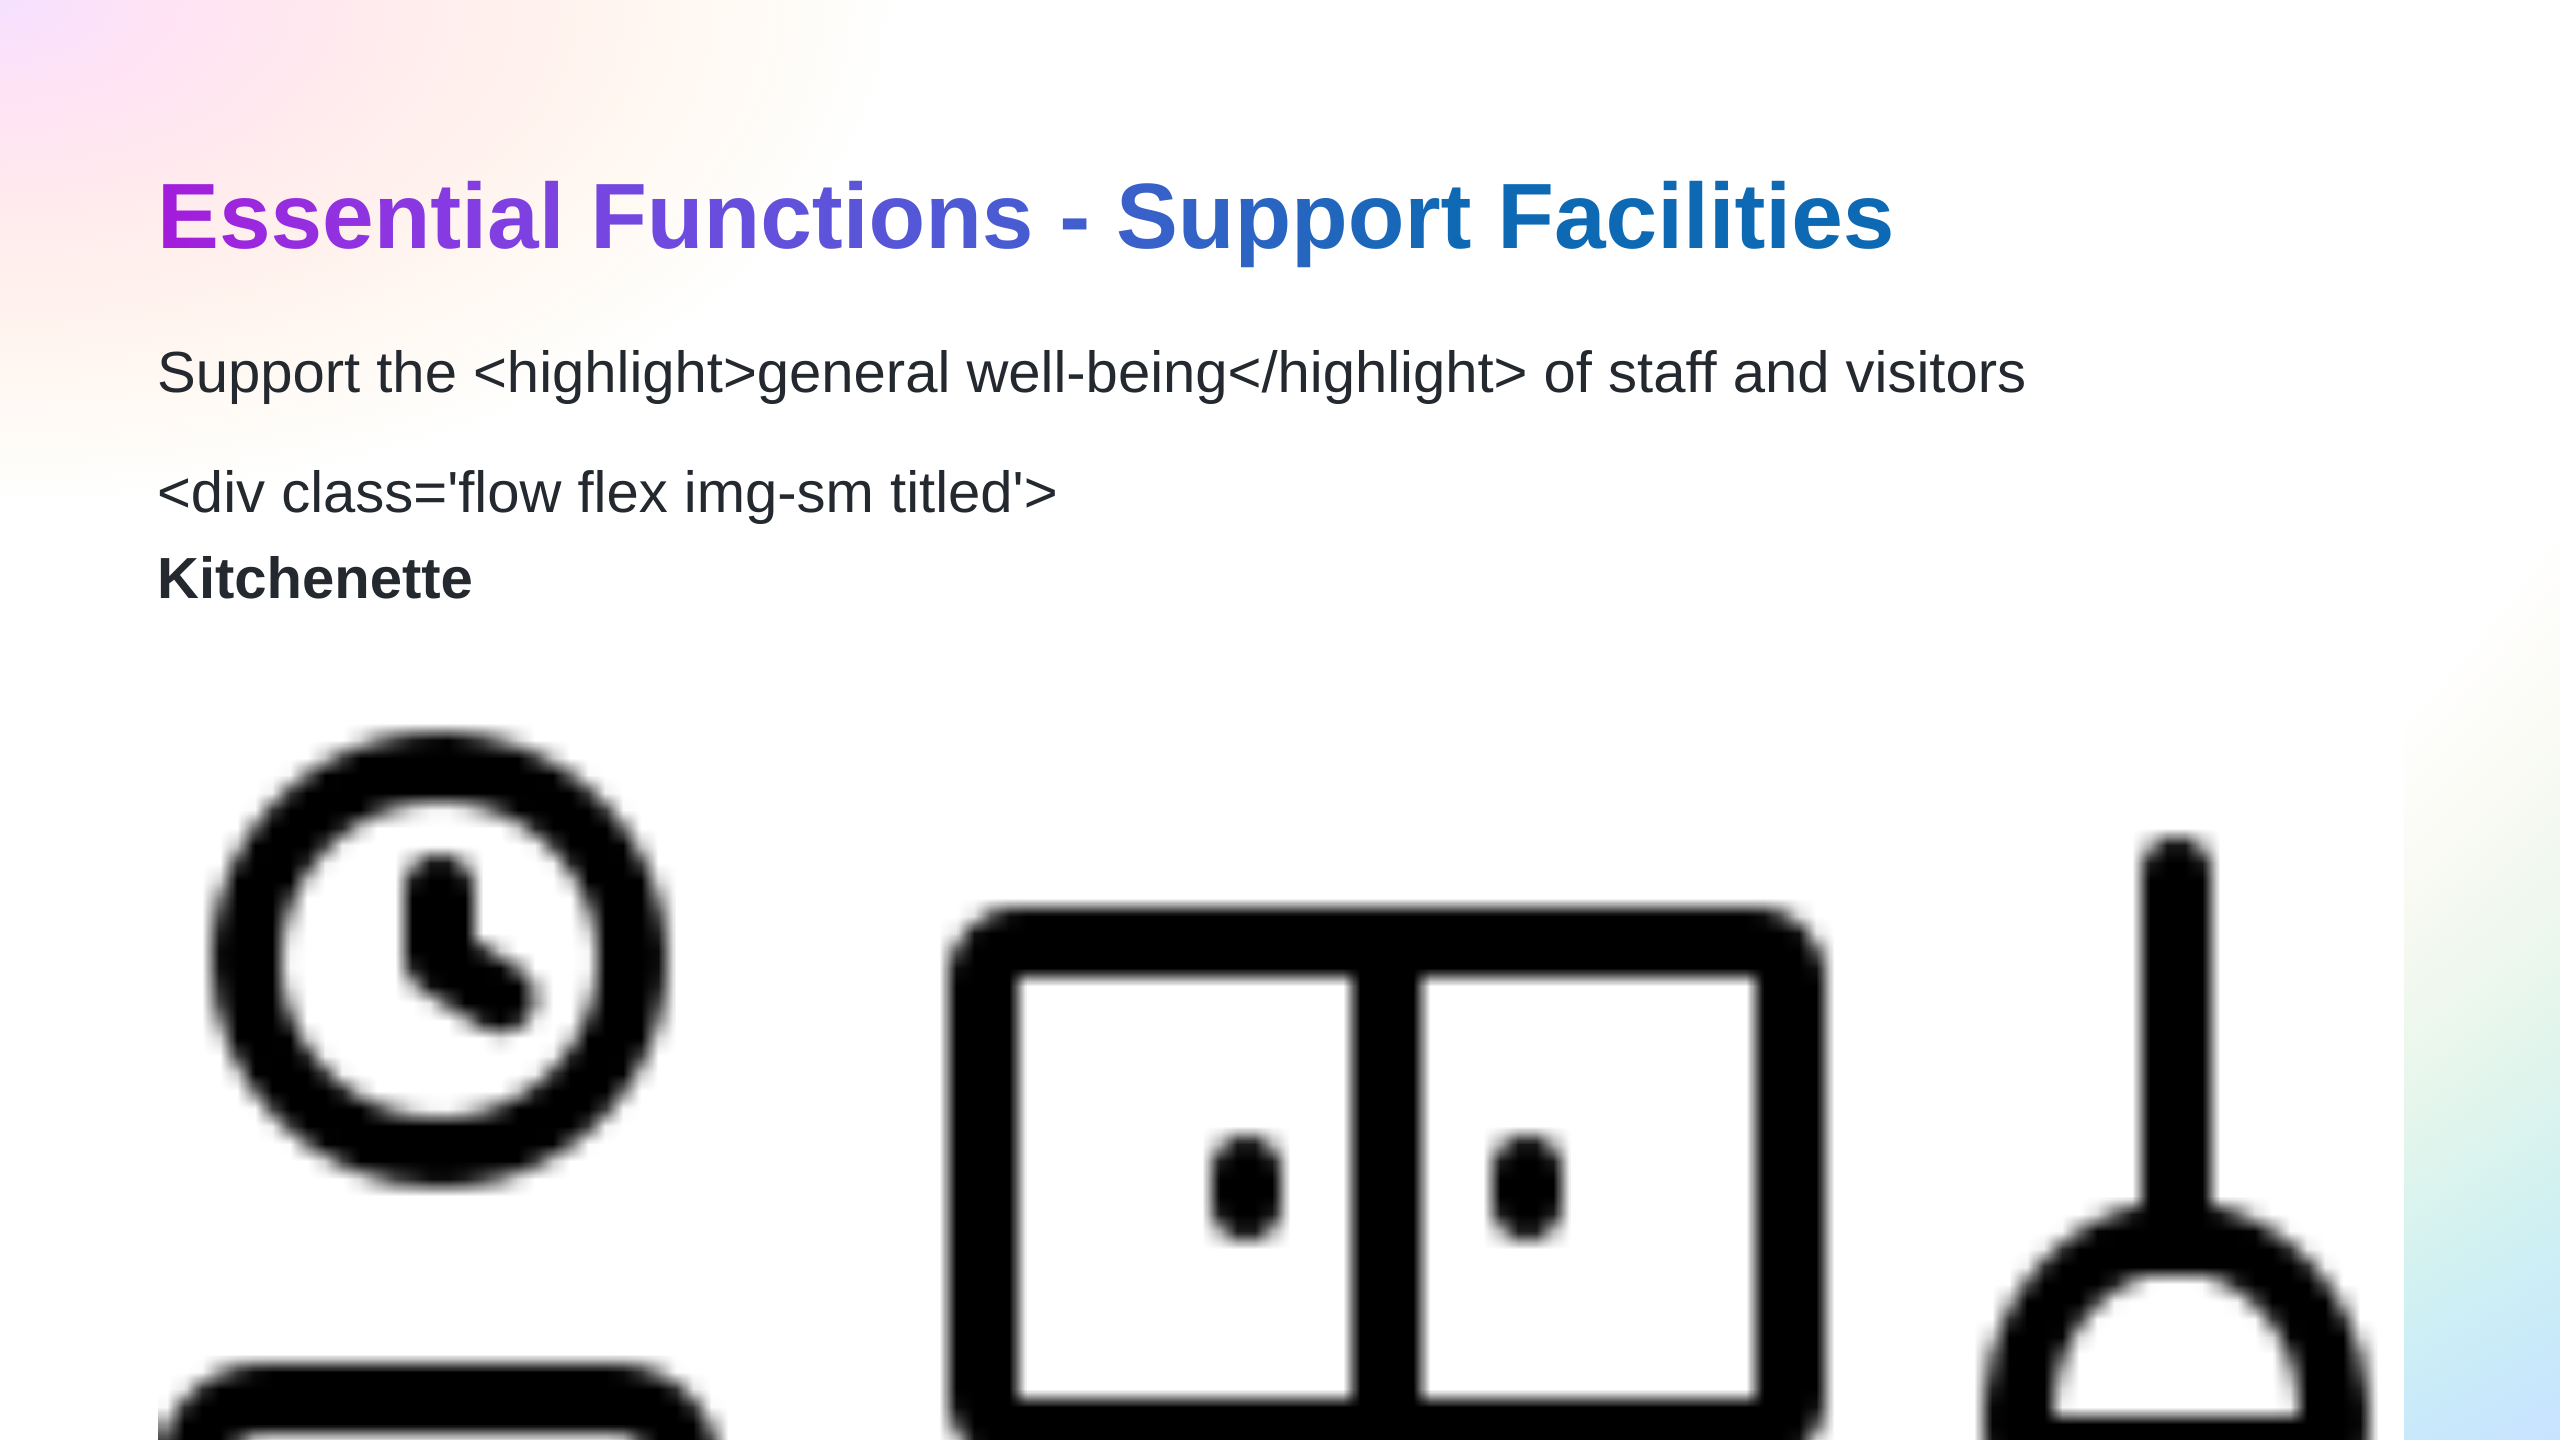 Essential Functions - Support Facilities
Support the <highlight>general well-being</highlight> of staff and visitors
<div class='flow flex img-sm titled'>
Kitchenette